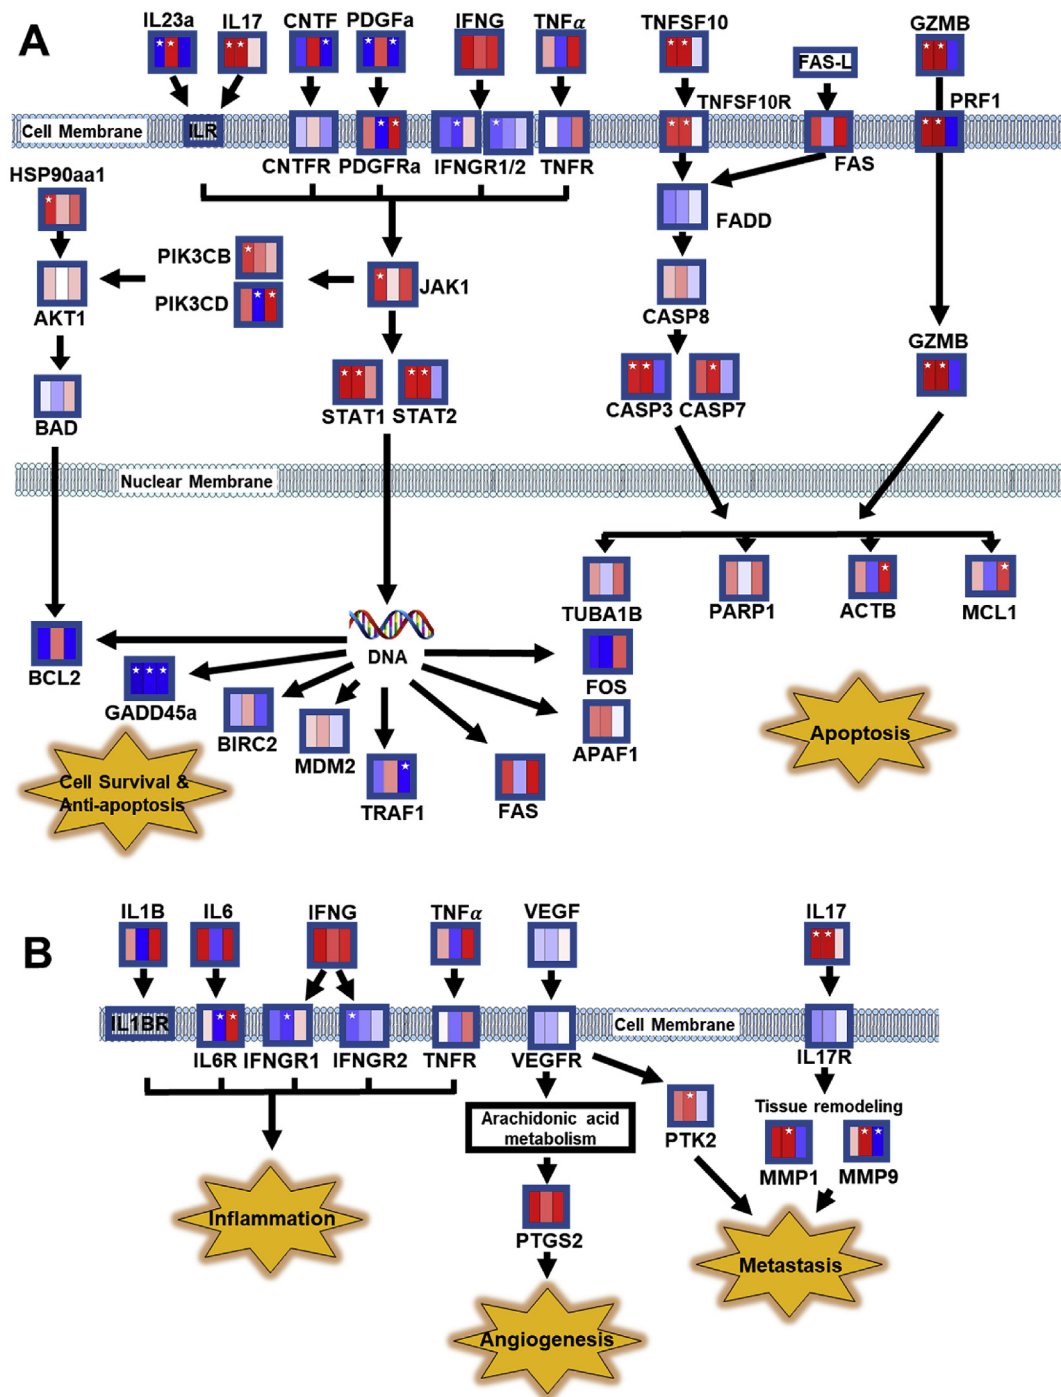 A
IL23a IL17 CNTF PDGFa IFNG TNFα TNFSF10 GZMB
FAS-L
Cell Membrane ILR TNFSF10R PRF1
CNTFR PDGFRa IFNGR1/2 TNFR FAS
HSP90aa1
FADD
PIK3CB
JAK1
PIK3CD
AKT1 CASP8
GZMB
STAT1 STAT2 CASP3 CASP7
BAD
Nuclear Membrane
TUBA1B PARP1 ACTB MCL1
DNA
BCL2 FOS
GADD45a
BIRC2 MDM2 APAF1
Apoptosis
Cell Survival &
Anti-apoptosis
TRAF1 FAS
B
IL1B IL6 IFNG TNFα VEGF IL17
IL1BR Cell Membrane
IL6R IFNGR1 IFNGR2 TNFR VEGFR IL17R
Arachidonic acid
metabolism
Tissue remodeling
PTK2
MMP1 MMP9
Inflammation
PTGS2
Metastasis
Angiogenesis